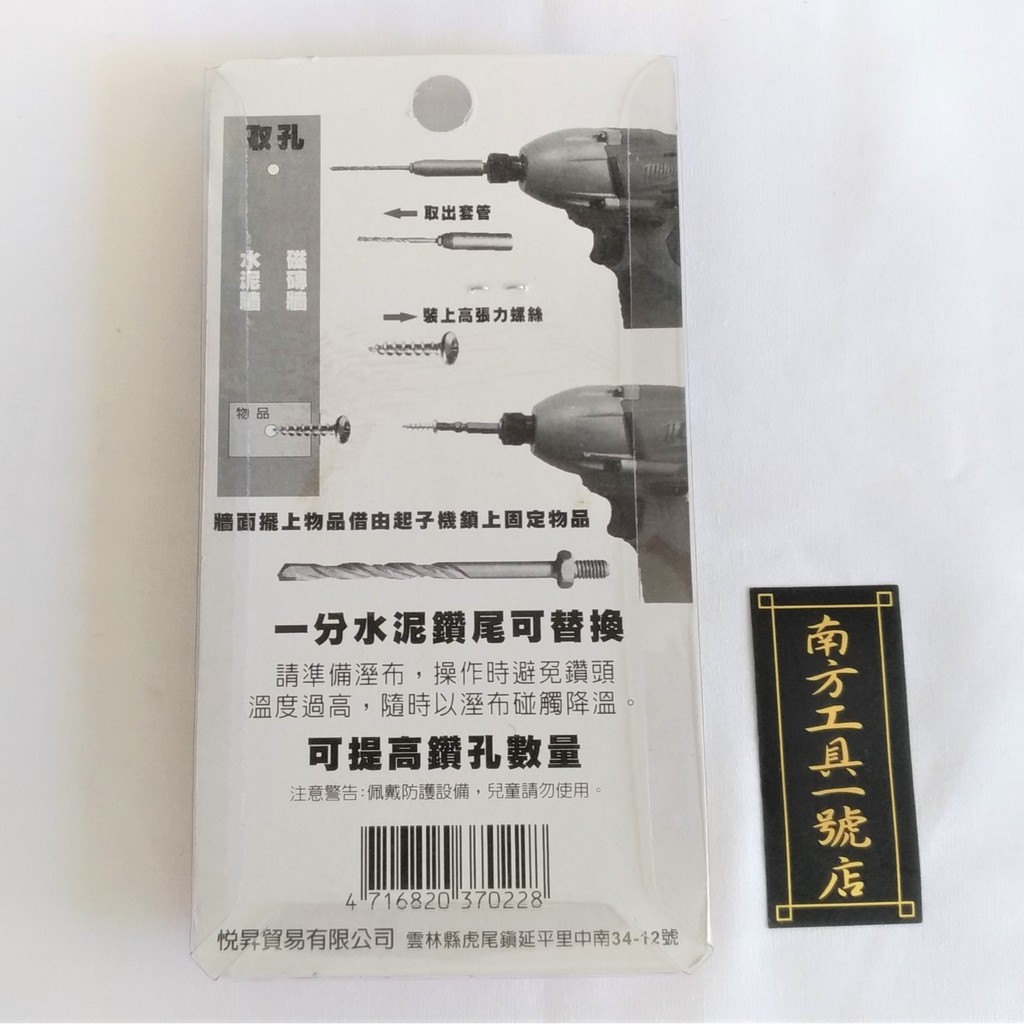 取孔
取出套管
水泥牆
磁磚牆
裝上高張力螺絲
物品
牆面擺上物品借由起子機鎖上固定物品
一分水泥鑽尾可替換
請準備溼布，操作時避免鑽頭
溫度過高，隨時以溼布碰觸降溫。
可提高鑽孔數量
注意警告:佩戴防護設備，兒童請勿使用。
4 716820 370228
悦昇貿易有限公司 雲林縣虎尾鎮延平里中南34-12號
南方工具一號店